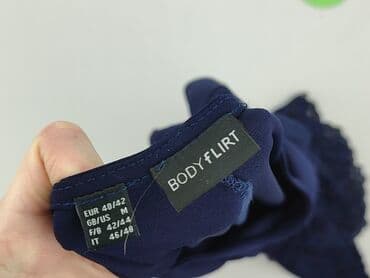 BODYFLIRT
EUR 40/42
GB/US M
F/B 42/44
IT 46/48